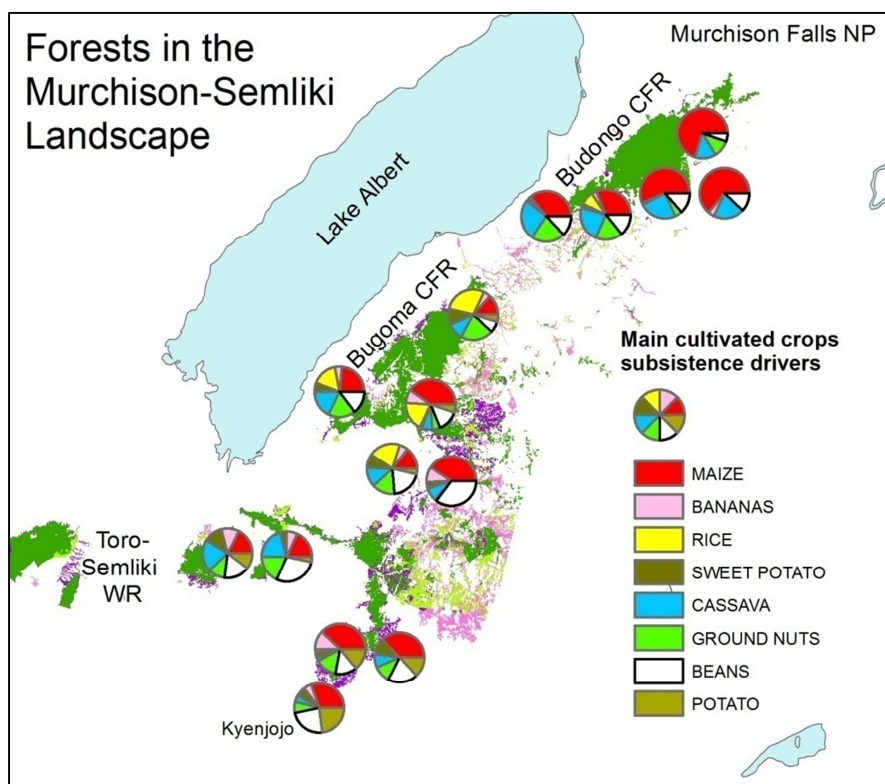 Forests in the
Murchison-Semliki
Landscape
Murchison Falls NP
Budongo CFR
Lake Albert
Bugoma CFR
Main cultivated crops
subsistence drivers
MAIZE
BANANAS
RICE
SWEET POTATO
CASSAVA
GROUND NUTS
BEANS
POTATO
Toro-
Semliki
WR
Kyenjojo